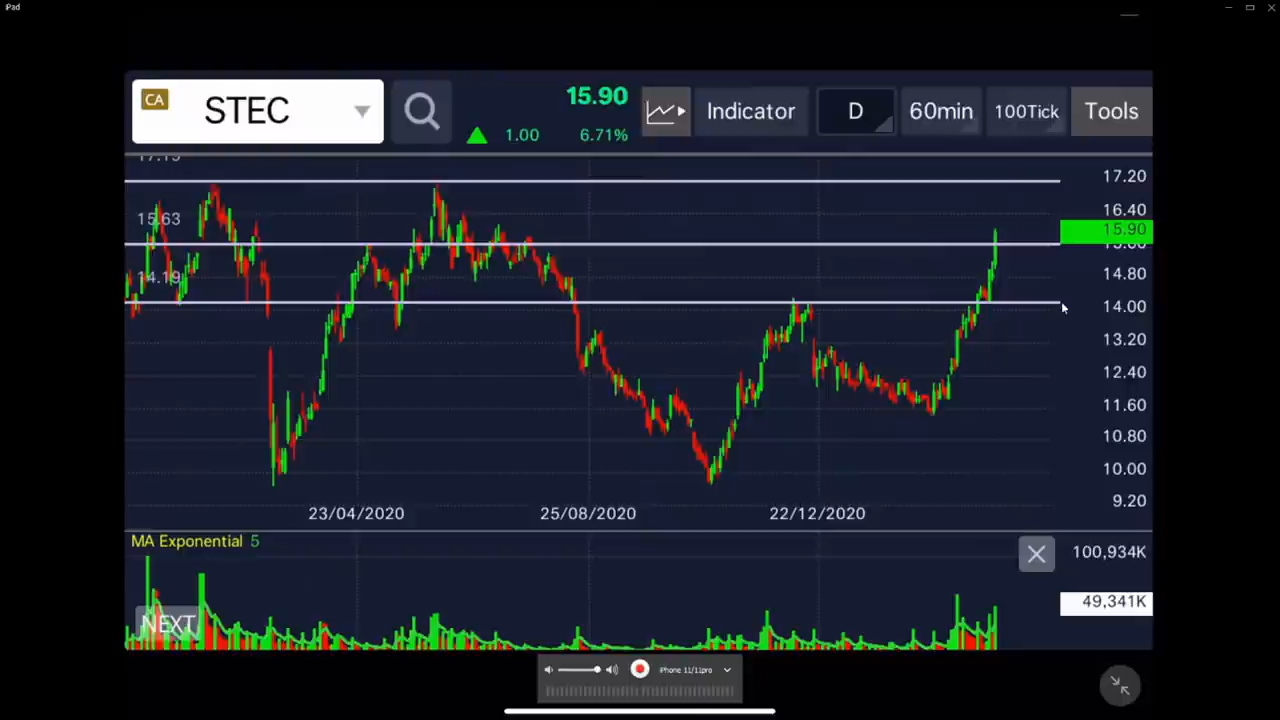 iPad
CA
STEC
15.90
1.00 6.71%
Indicator
D
60min
100Tick
Tools
17.15
15.63
14.19
17.20
16.40
15.90
15.60
14.80
14.00
13.20
12.40
11.60
10.80
10.00
9.20
23/04/2020 25/08/2020 22/12/2020
MA Exponential 5
100,934K
49,341K
NEXT
iPhone 11/11pro